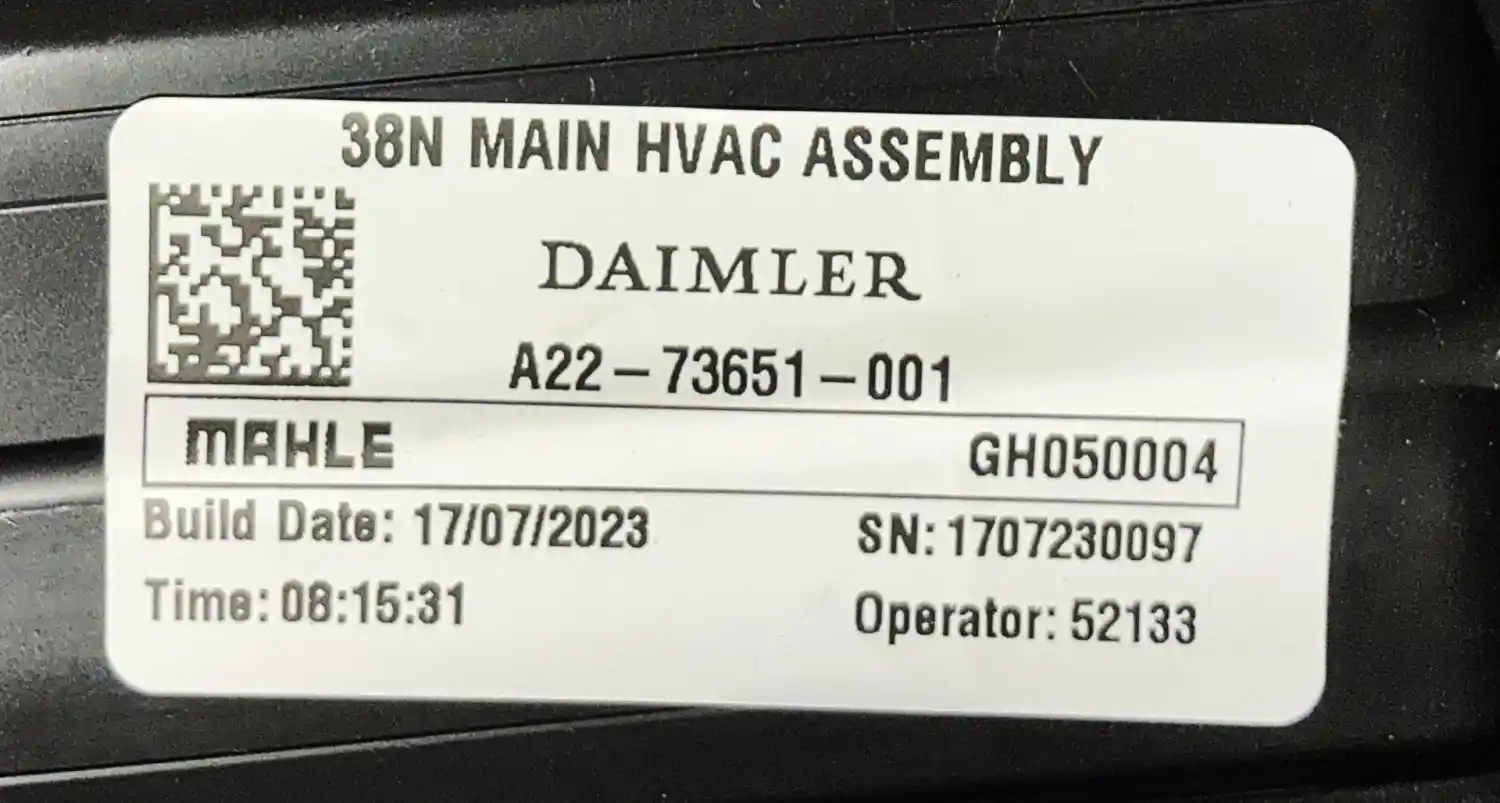 38N MAIN HVAC ASSEMBLY
DAIMLER
A22-73651-001
MAHLE GH050004
Build Date: 17/07/2023 SN: 1707230097
Time: 08:15:31 Operator: 52133